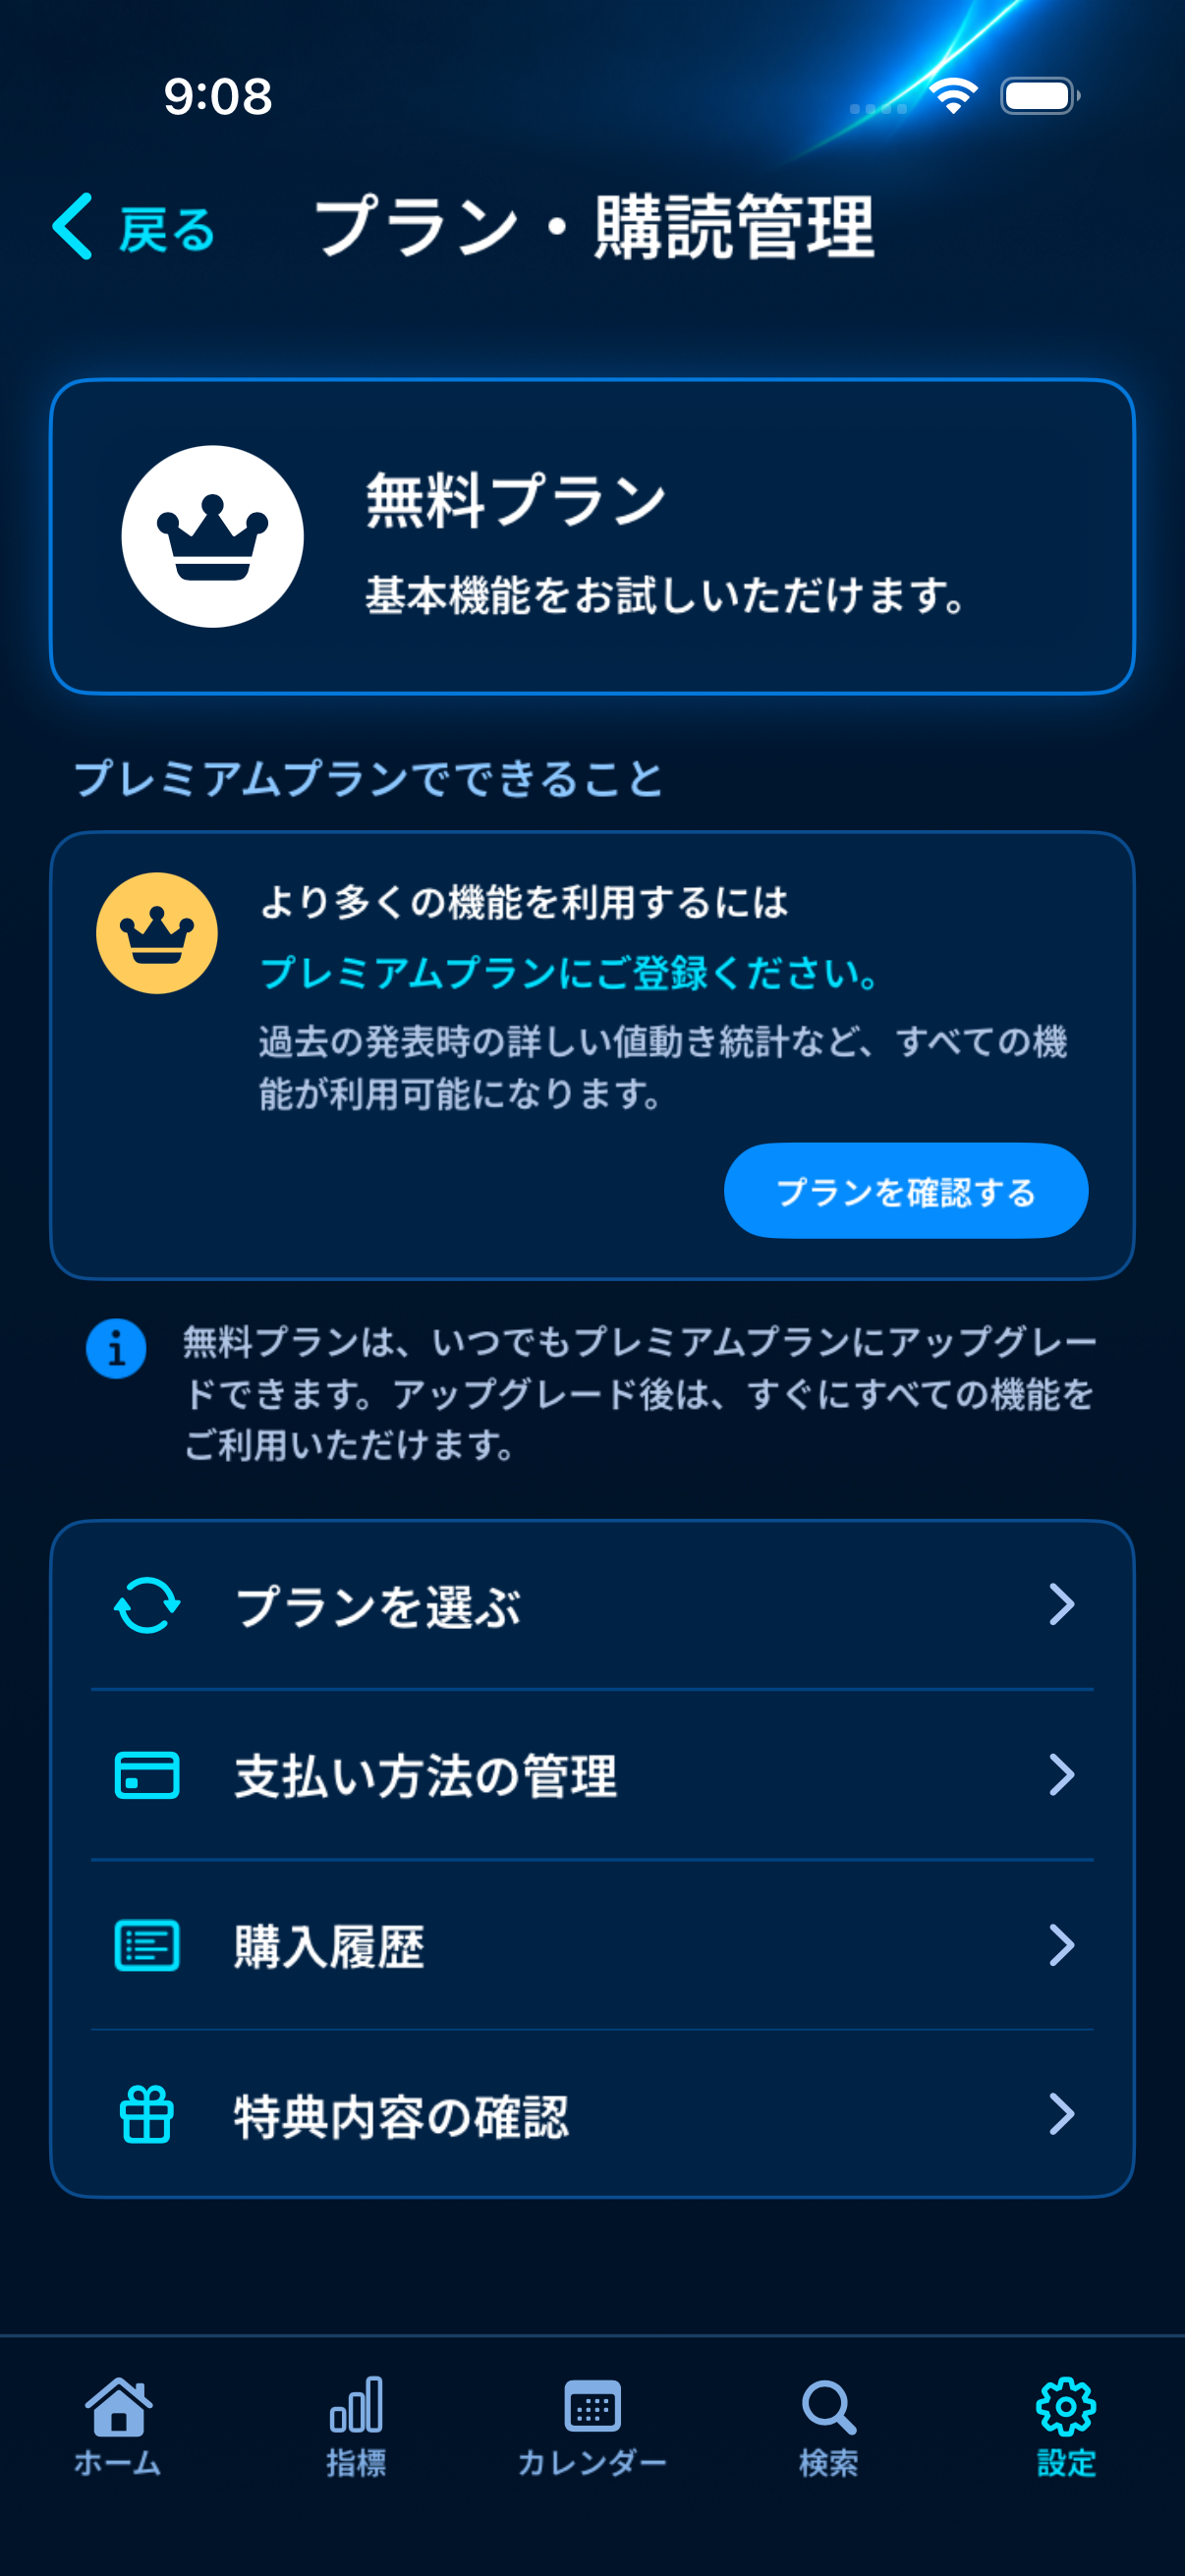 9:08
戻る
プラン・購読管理
無料プラン
基本機能をお試しいただけます。
プレミアムプランでできること
より多くの機能を利用するには
プレミアムプランにご登録ください。
過去の発表時の詳しい値動き統計など、すべての機
能が利用可能になります。
プランを確認する
無料プランは、いつでもプレミアムプランにアップグレー
ドできます。アップグレード後は、すぐにすべての機能を
ご利用いただけます。
プランを選ぶ
支払い方法の管理
購入履歴
特典内容の確認
ホーム
指標
カレンダー
検索
設定